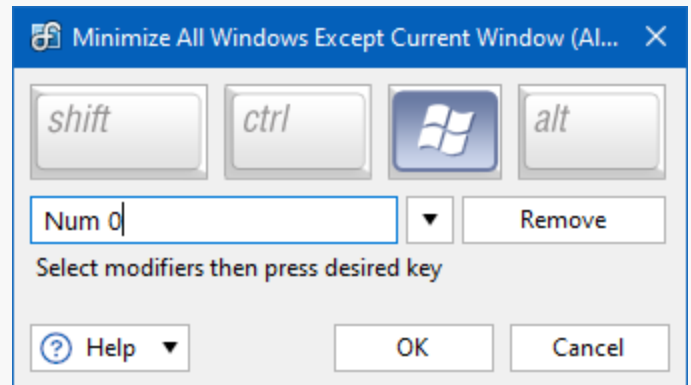 Minimize All Windows Except Current Window (Al...
shift ctrl alt
Num 0 Remove
Select modifiers then press desired key
? Help OK Cancel